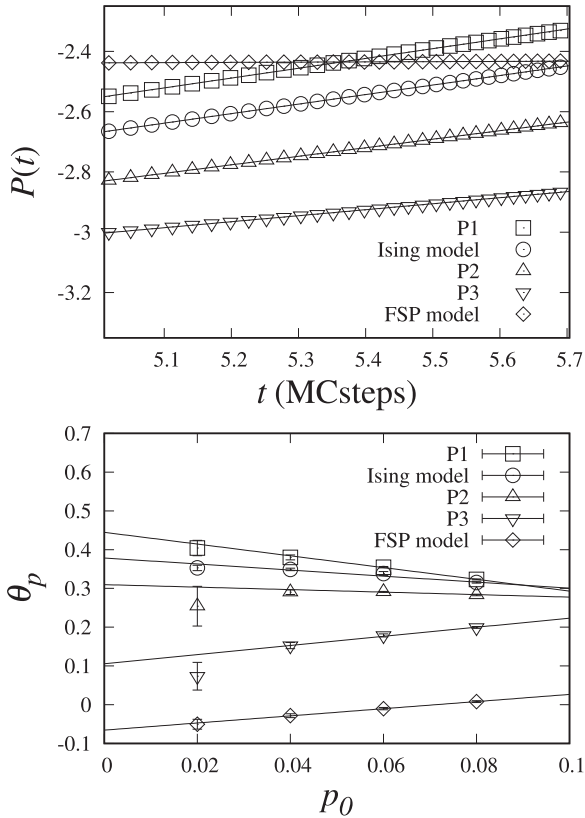 -2.4
-2.6
-2.8
-3
-3.2
P(t)
P1
Ising model
P2
P3
FSP model
5.1 5.2 5.3 5.4 5.5 5.6 5.7
t (MCsteps)
0.7
0.6
0.5
0.4
0.3
0.2
0.1
0
-0.1
θp
P1
Ising model
P2
P3
FSP model
0 0.02 0.04 0.06 0.08 0.1
p0